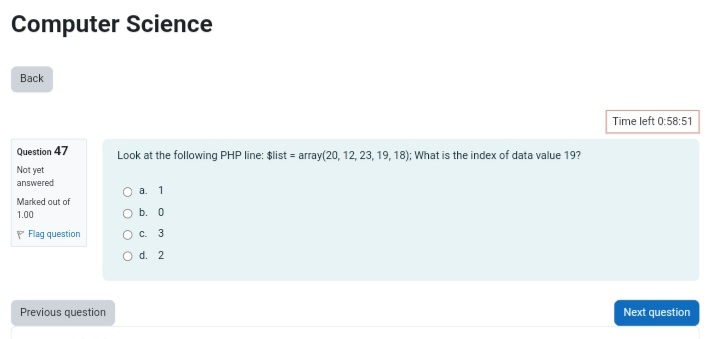 Computer Science
Back
Time left 0:58:51
Question 47
Not yet
answered
Marked out of
1.00
Flag question
Look at the following PHP line: $list = array(20, 12, 23, 19, 18); What is the index of data value 19?
a. 1
b. 0
c. 3
d. 2
Previous question
Next question